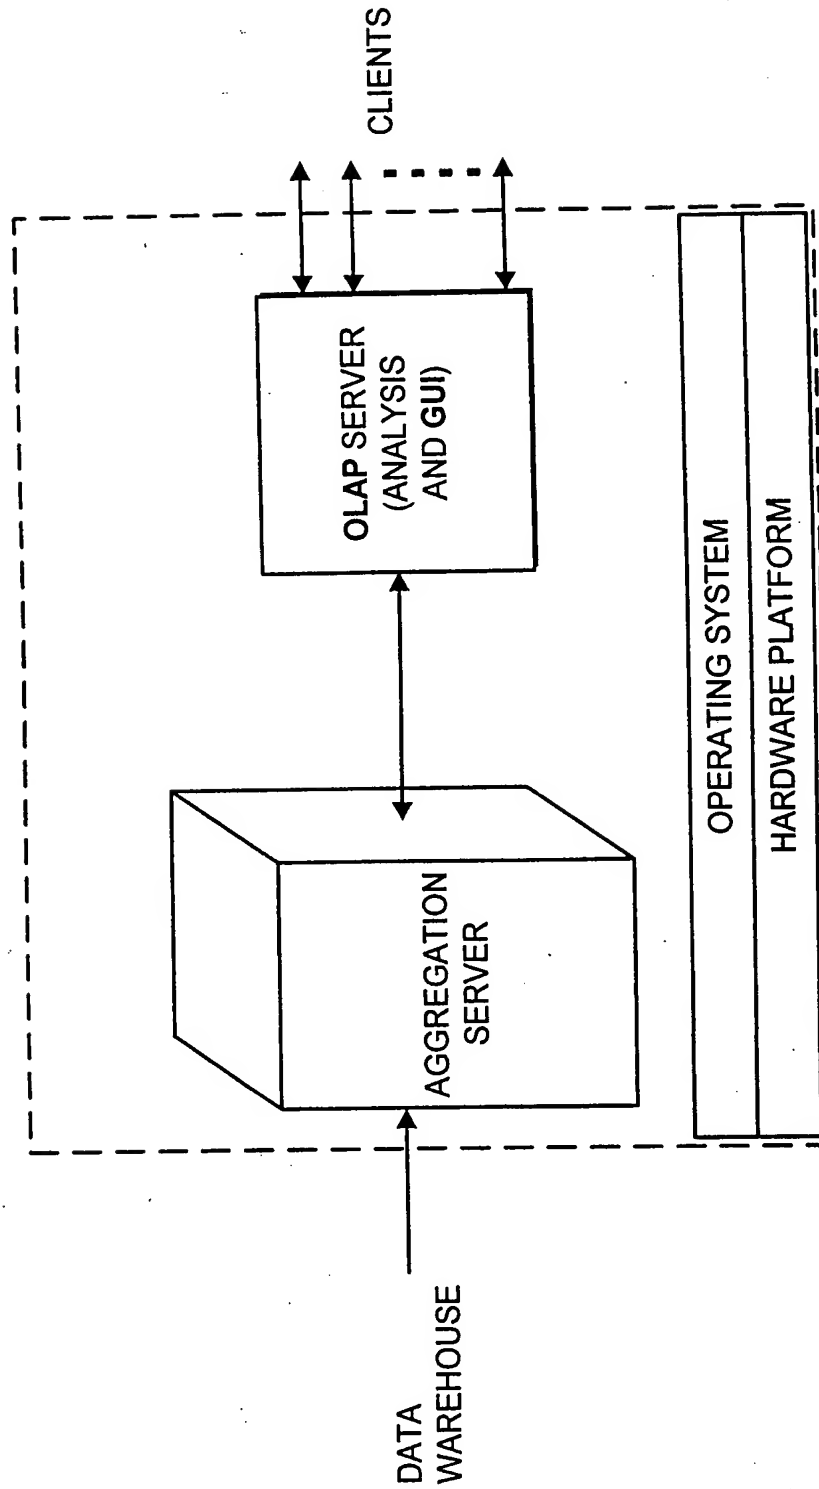 DATA
WAREHOUSE
AGGREGATION
SERVER
OLAP SERVER
(ANALYSIS
AND GUI)
CLIENTS
OPERATING SYSTEM
HARDWARE PLATFORM